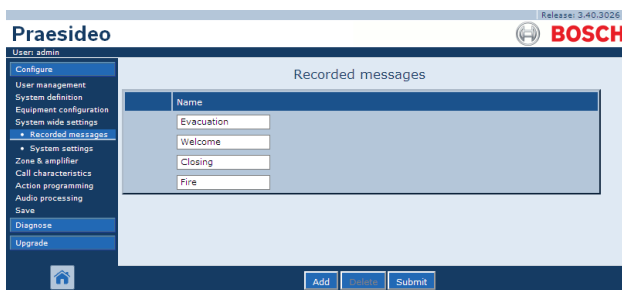 Release: 3.40.3026
Praesideo
BOSCH
User: admin
Configure
User management
System definition
Equipment configuration
System wide settings
• Recorded messages
• System settings
Zone & amplifier
Call characteristics
Action programming
Audio processing
Save
Diagnose
Upgrade
Recorded messages
Name
Evacuation
Welcome
Closing
Fire
Add Delete Submit